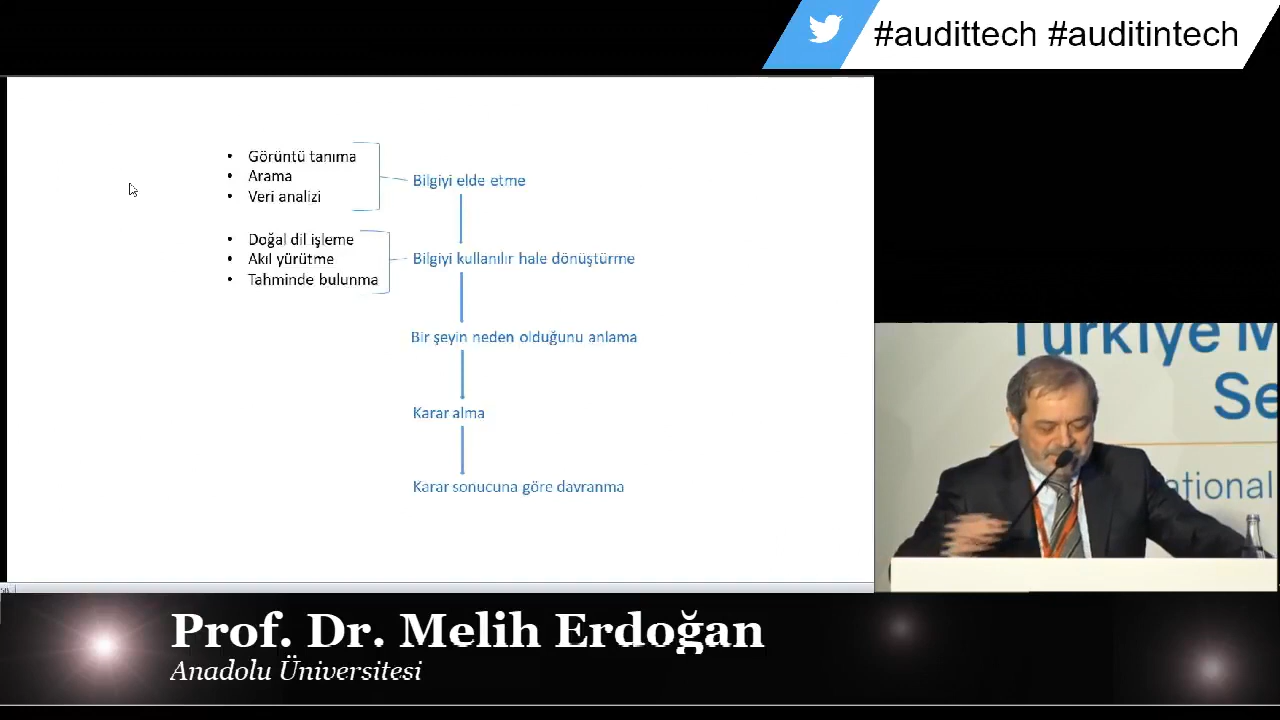 #audittech #auditintech
• Görüntü tanıma
• Arama
• Veri analizi
Bilgiyi elde etme
• Doğal dil işleme
• Akıl yürütme
• Tahminde bulunma
Bilgiyi kullanılır hale dönüştürme
Bir şeyin neden olduğunu anlama
Karar alma
Karar sonucuna göre davranma
Türkiye M
Se
ational
Prof. Dr. Melih Erdoğan
Anadolu Üniversitesi